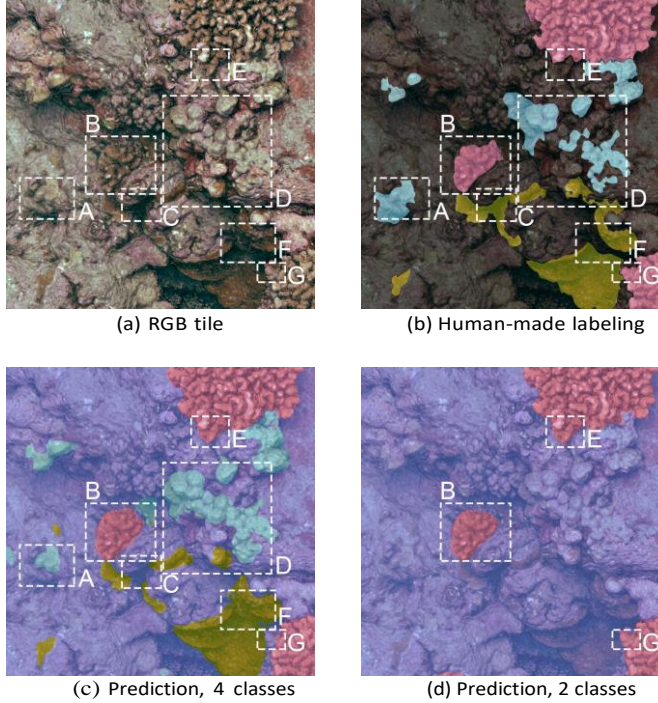 E
B
A
C
D
F
G
(a) RGB tile
E
B
A
C
D
F
G
(b) Human-made labeling
E
B
A
C
D
F
G
(c) Prediction, 4 classes
E
B
G
(d) Prediction, 2 classes